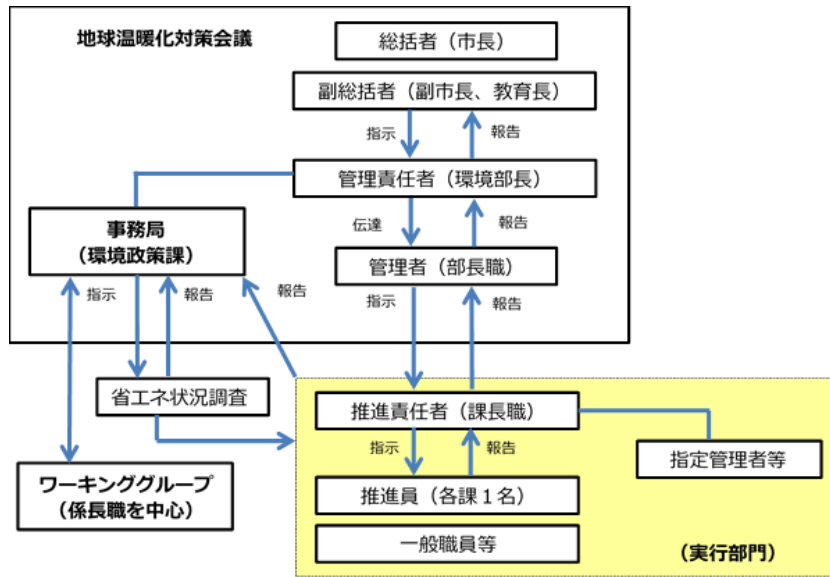 地球温暖化対策会議
総括者（市長）
副総括者（副市長、教育長）
指示
報告
管理責任者（環境部長）
伝達
報告
事務局
（環境政策課）
管理者（部長職）
指示
報告
報告
指示
報告
省エネ状況調査
推進責任者（課長職）
指示
報告
指定管理者等
ワーキンググループ
（係長職を中心）
推進員（各課１名）
一般職員等
（実行部門）